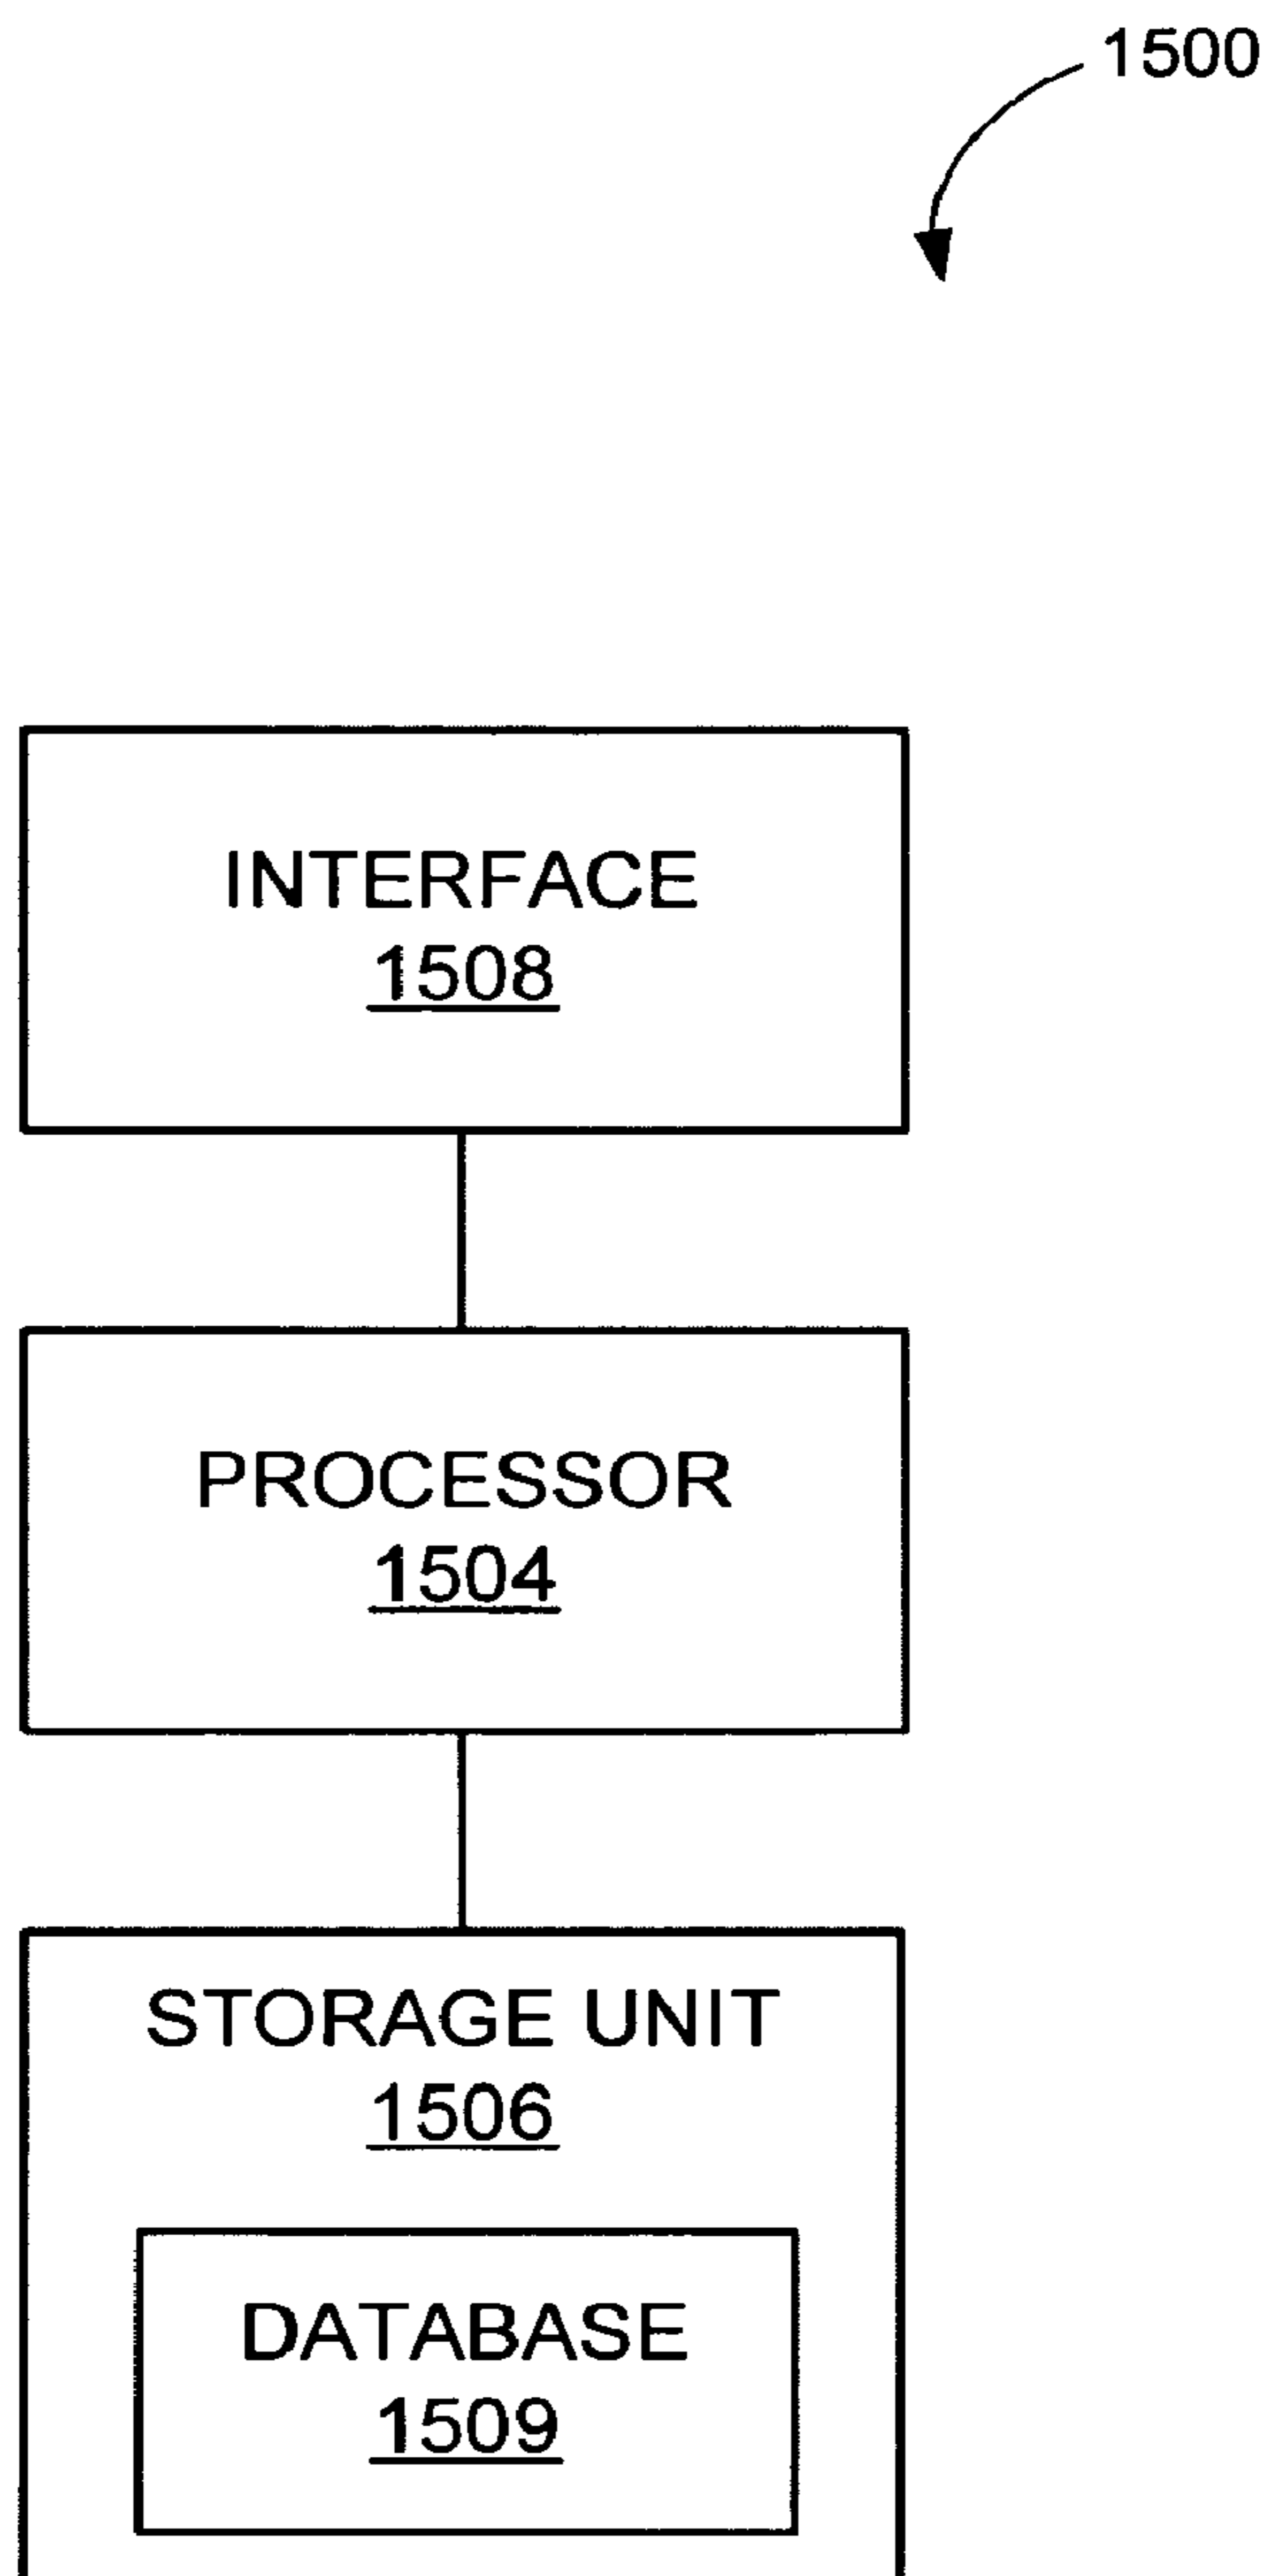 1500
INTERFACE
1508
PROCESSOR
1504
STORAGE UNIT
1506
DATABASE
1509